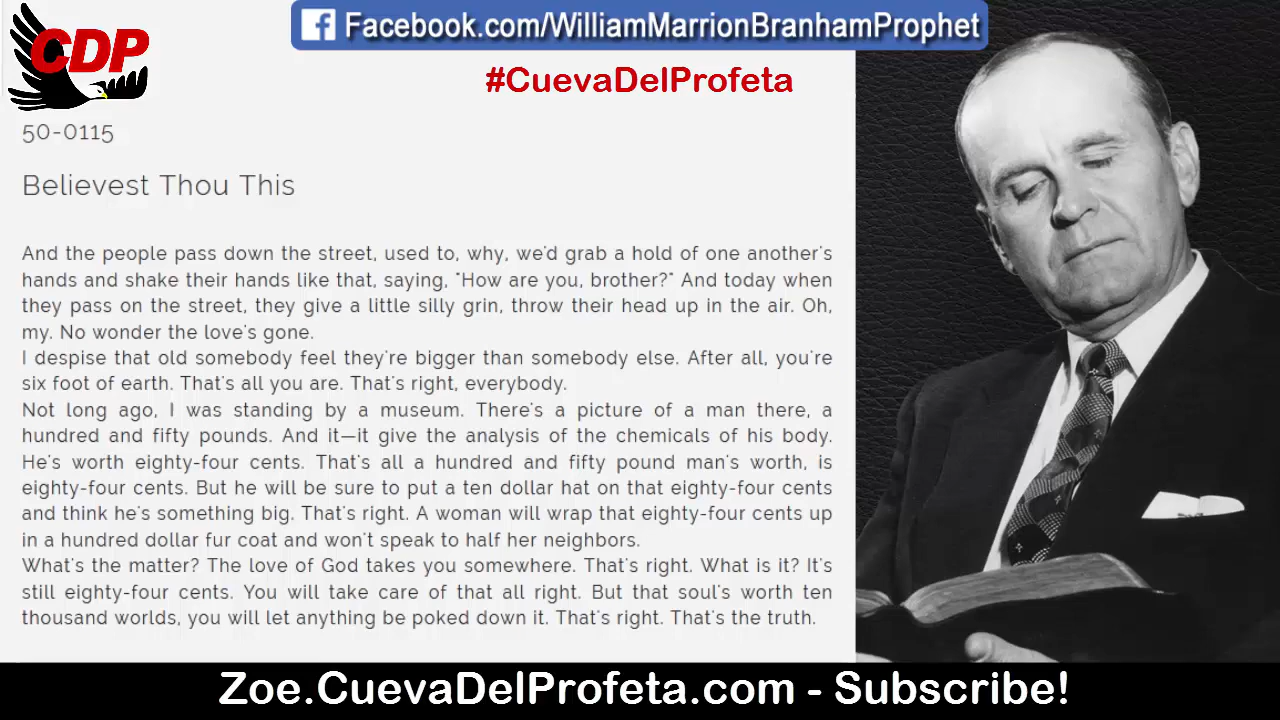 Facebook.com/WilliamMarrionBranhamProphet
CDP
#CuevaDelProfeta
50-0115
Believest Thou This
And the people pass down the street, used to, why, we'd grab a hold of one another's
hands and shake their hands like that, saying, "How are you, brother?" And today when
they pass on the street, they give a little silly grin, throw their head up in the air. Oh,
my. No wonder the love's gone.
I despise that old somebody feel they're bigger than somebody else. After all, you're
six foot of earth. That's all you are. That's right, everybody.
Not long ago, I was standing by a museum. There's a picture of a man there, a
hundred and fifty pounds. And it—it give the analysis of the chemicals of his body.
He's worth eighty-four cents. That's all a hundred and fifty pound man's worth, is
eighty-four cents. But he will be sure to put a ten dollar hat on that eighty-four cents
and think he's something big. That's right. A woman will wrap that eighty-four cents up
in a hundred dollar fur coat and won't speak to half her neighbors.
What's the matter? The love of God takes you somewhere. That's right. What is it? It's
still eighty-four cents. You will take care of that all right. But that soul's worth ten
thousand worlds, you will let anything be poked down it. That's right. That's the truth.
Zoe.CuevaDelProfeta.com - Subscribe!